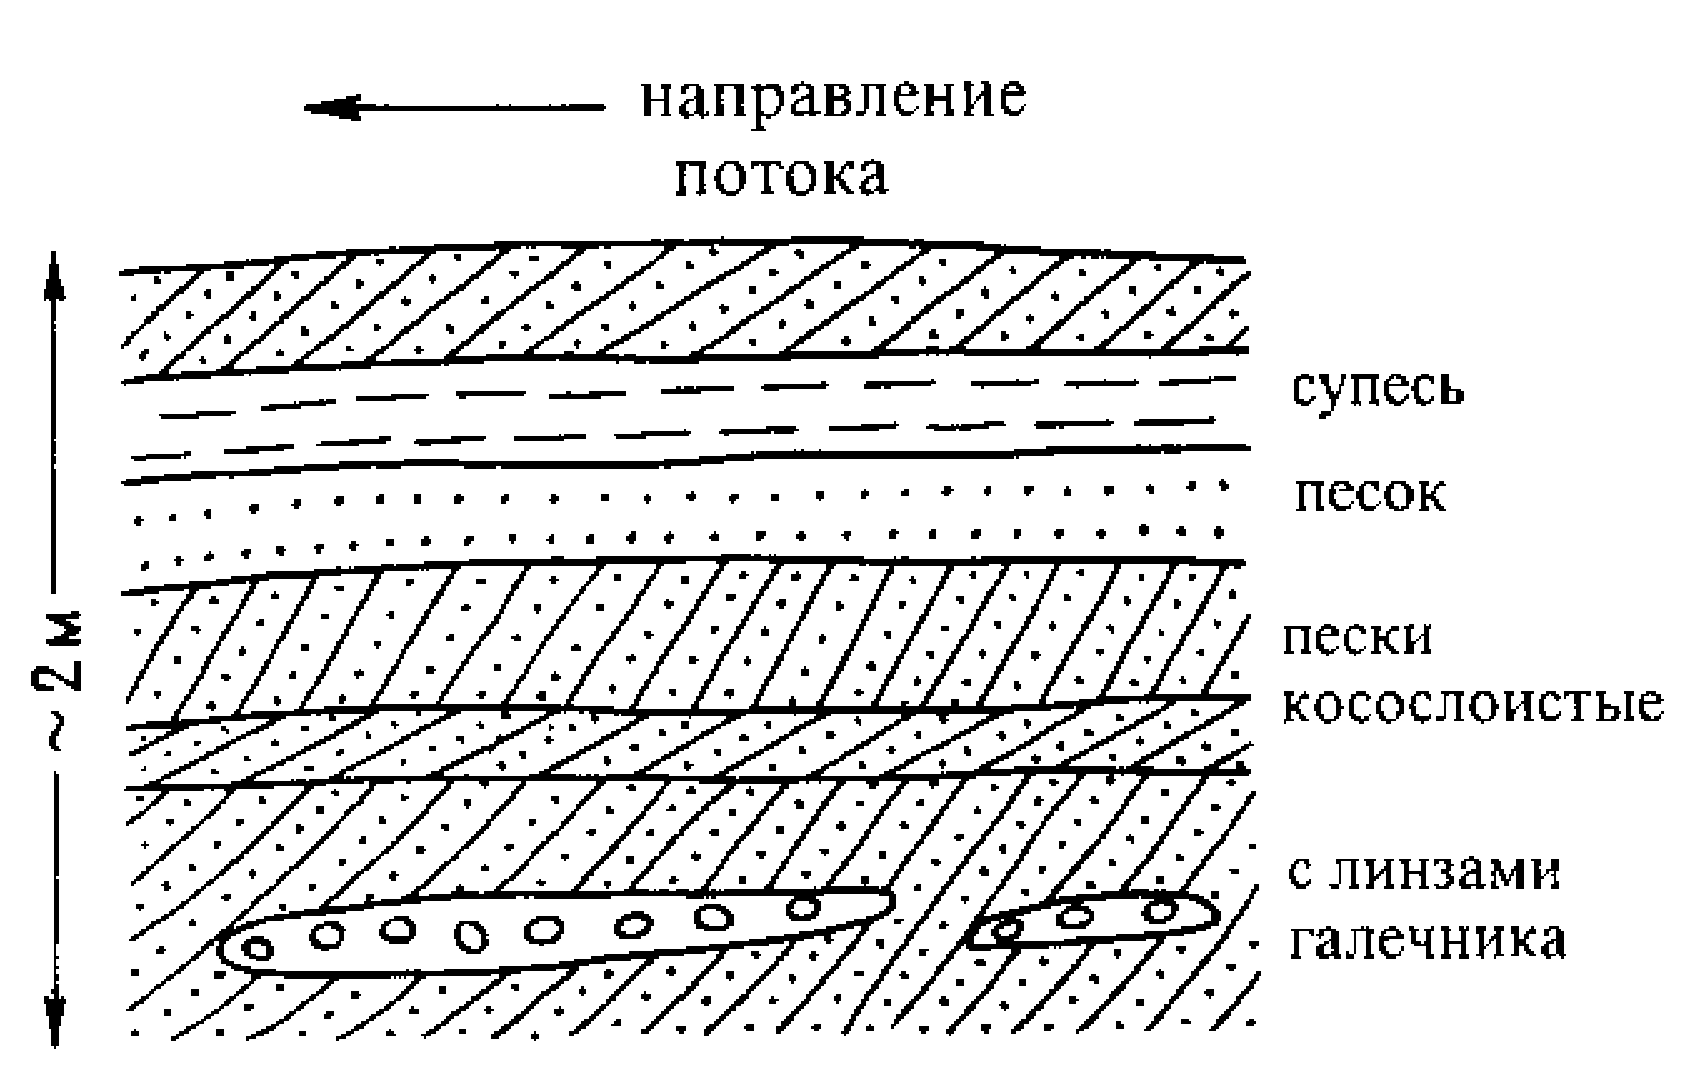 направление
потока
супесь
песок
~ 2 м
пески
косослоистые
с линзами
галечника